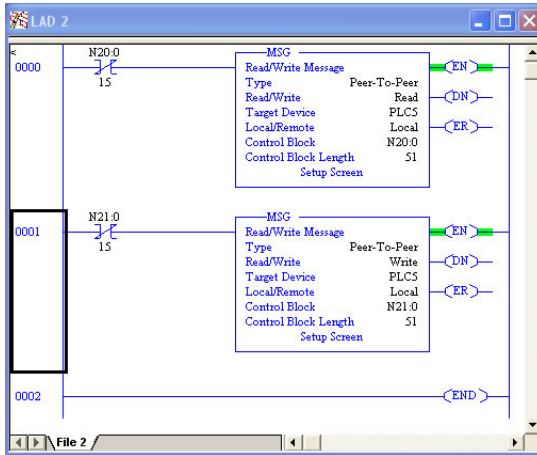 LAD 2
0000
N20:0
15
MSG
Read/Write Message
Type Peer-To-Peer
Read/Write Read
Target Device PLC5
Local/Remote Local
Control Block N20:0
Control Block Length 51
Setup Screen
EN
DN
ER
0001
N21:0
15
MSG
Read/Write Message
Type Peer-To-Peer
Read/Write Write
Target Device PLC5
Local/Remote Local
Control Block N21:0
Control Block Length 51
Setup Screen
EN
DN
ER
0002
END
File 2